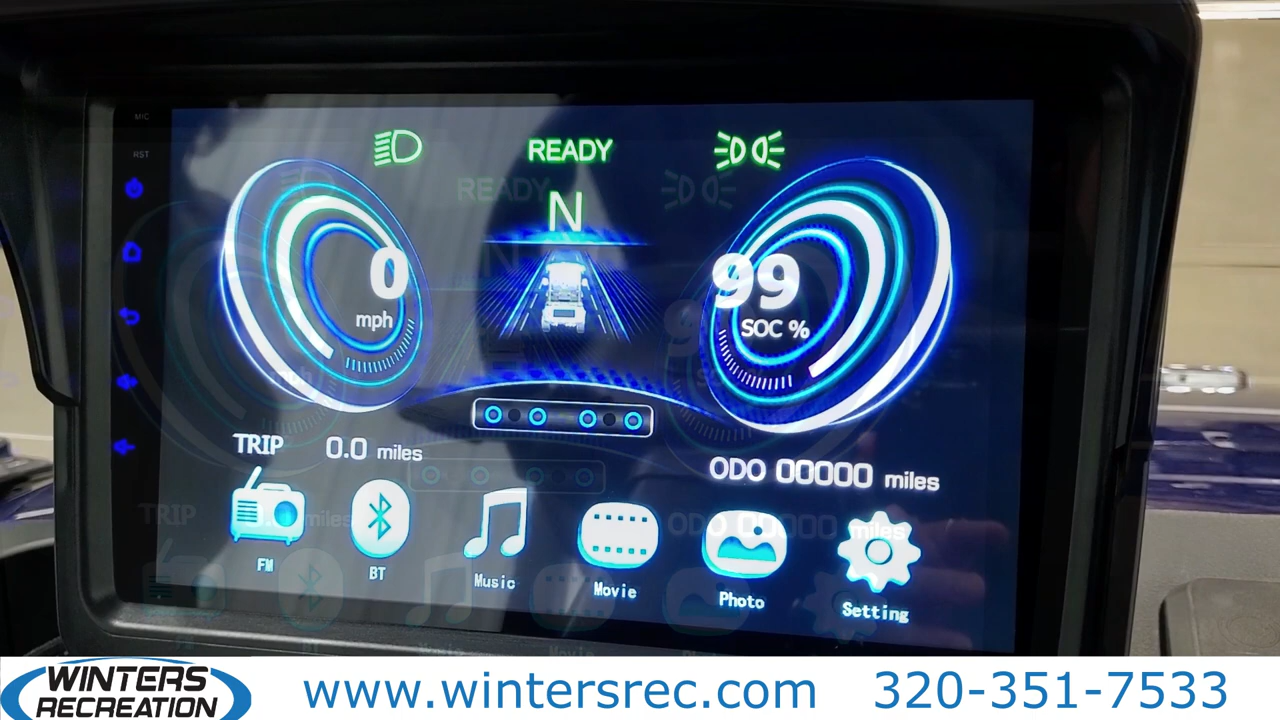 MIC
RST
READY
N
0
mph
99
SOC %
TRIP 0.0 miles
ODO 00000 miles
FM
BT
Music
Movie
Photo
Setting
WINTERS
RECREATION
www.wintersrec.com
320-351-7533